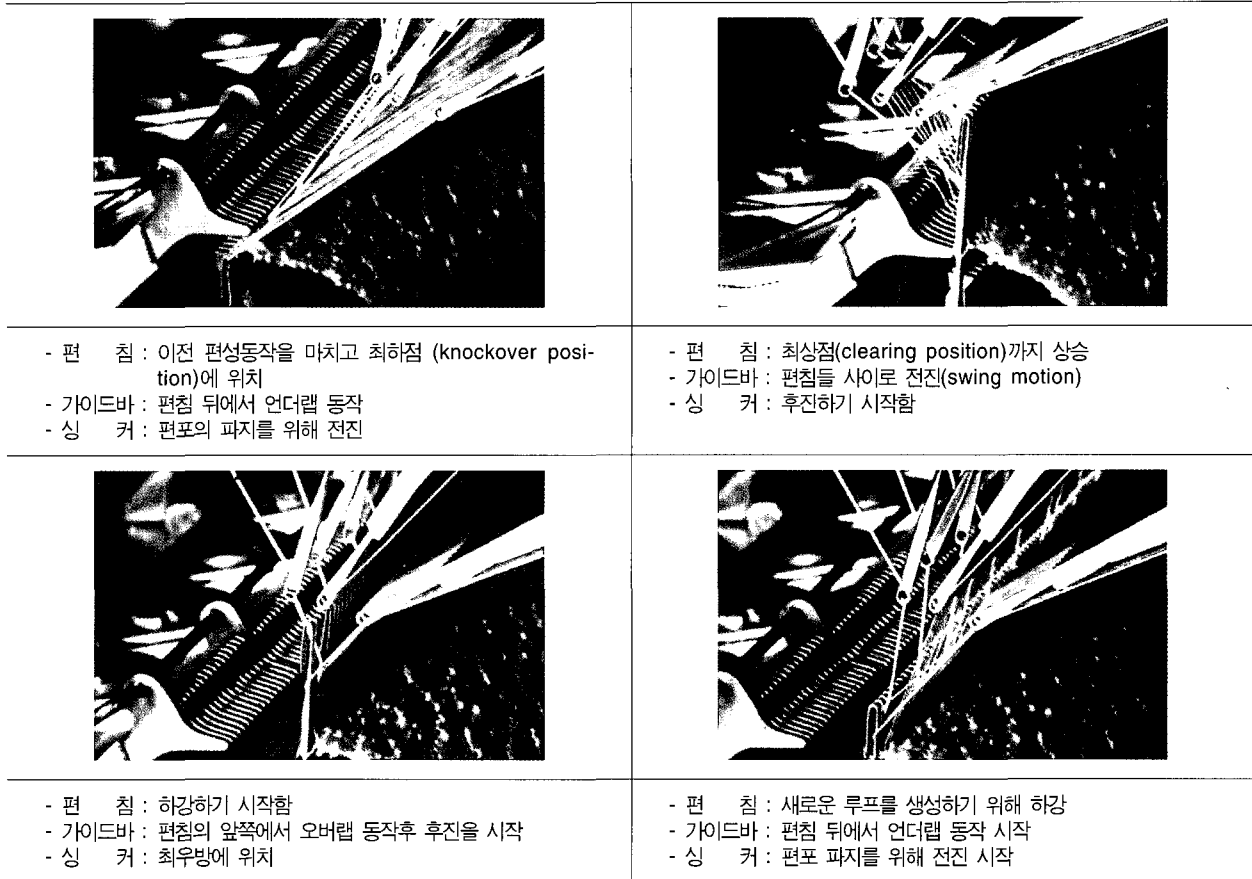 - 편 침 : 이전 편성동작을 마치고 최하점 (knockover posi-
tion)에 위치
- 가이드바 : 편침 뒤에서 언더랩 동작
- 싱 커 : 편포의 파지를 위해 전진
- 편 침 : 최상점(clearing position)까지 상승
- 가이드바 : 편침들 사이로 전진(swing motion)
- 싱 커 : 후진하기 시작함
- 편 침 : 하강하기 시작함
- 가이드바 : 편침의 앞쪽에서 오버랩 동작후 후진을 시작
- 싱 커 : 최우방에 위치
- 편 침 : 새로운 루프를 생성하기 위해 하강
- 가이드바 : 편침 뒤에서 언더랩 동작 시작
- 싱 커 : 편포 파지를 위해 전진 시작